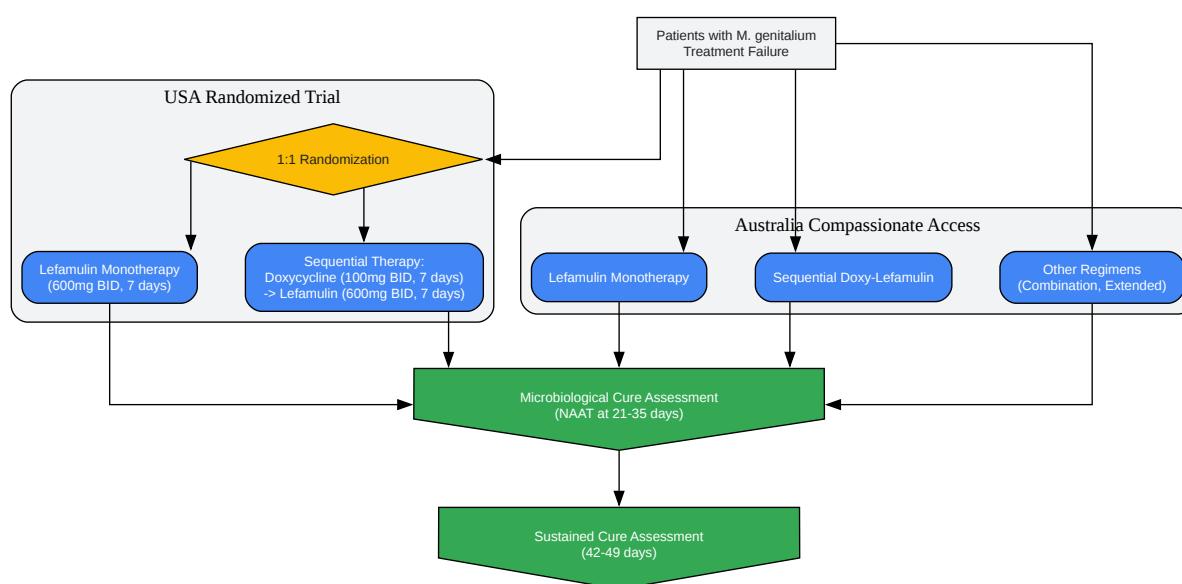 Patients with M. genitalium
Treatment Failure
USA Randomized Trial
1:1 Randomization
Lefamulin Monotherapy
(600mg BID, 7 days)
Sequential Therapy:
Doxycycline (100mg BID, 7 days)
-> Lefamulin (600mg BID, 7 days)
Australia Compassionate Access
Lefamulin Monotherapy
Sequential Doxy-Lefamulin
Other Regimens
(Combination, Extended)
Microbiological Cure Assessment
(NAAT at 21-35 days)
Sustained Cure Assessment
(42-49 days)